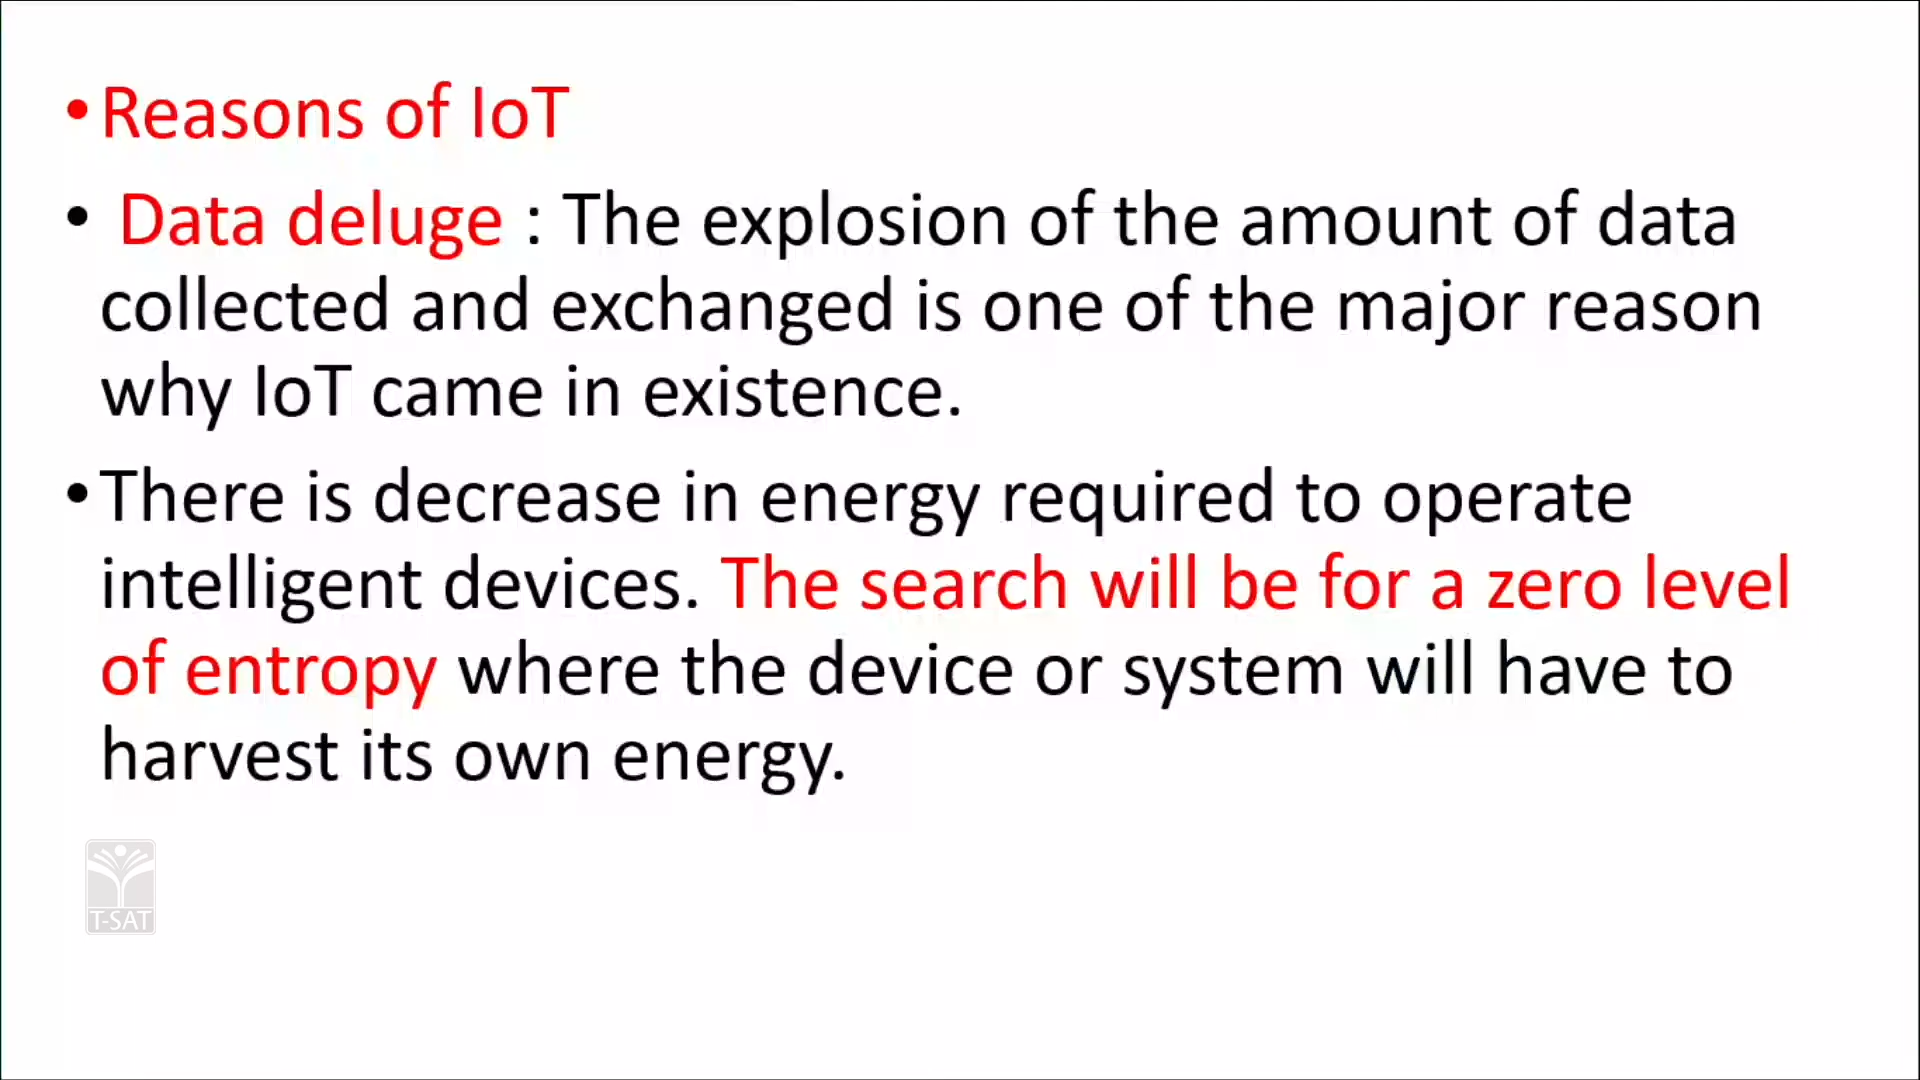 •Reasons of IoT
• Data deluge : The explosion of the amount of data
collected and exchanged is one of the major reason
why IoT came in existence.
•There is decrease in energy required to operate
intelligent devices. The search will be for a zero level
of entropy where the device or system will have to
harvest its own energy.
T-SAT